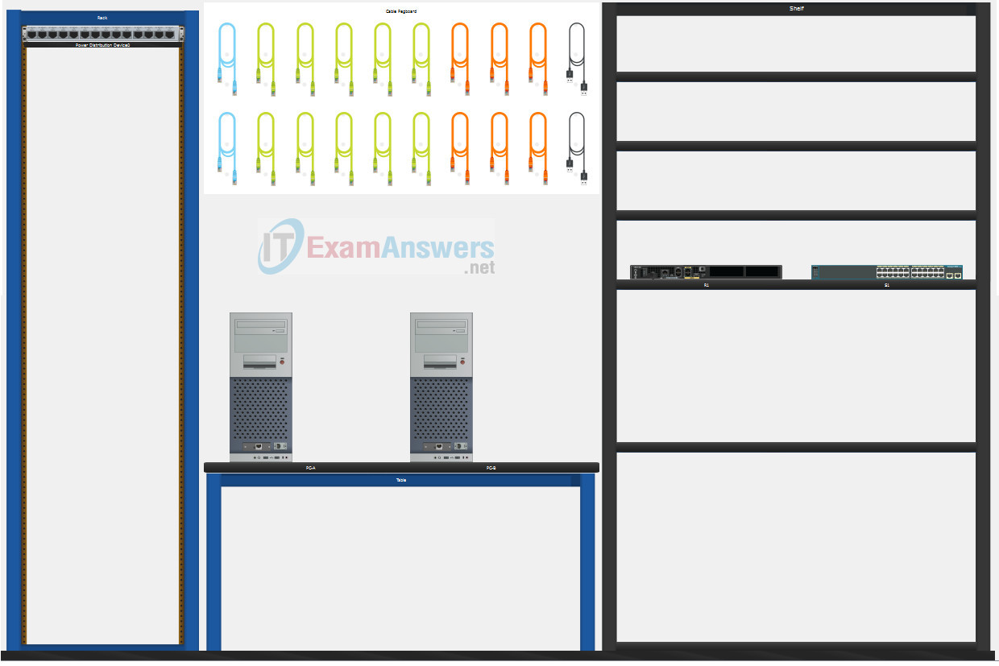 Rack
Power Distribution Device0
Cable Pegboard
Shelf
ITExamAnswers
.net
R1
S1
PC-A
PC-B
Table